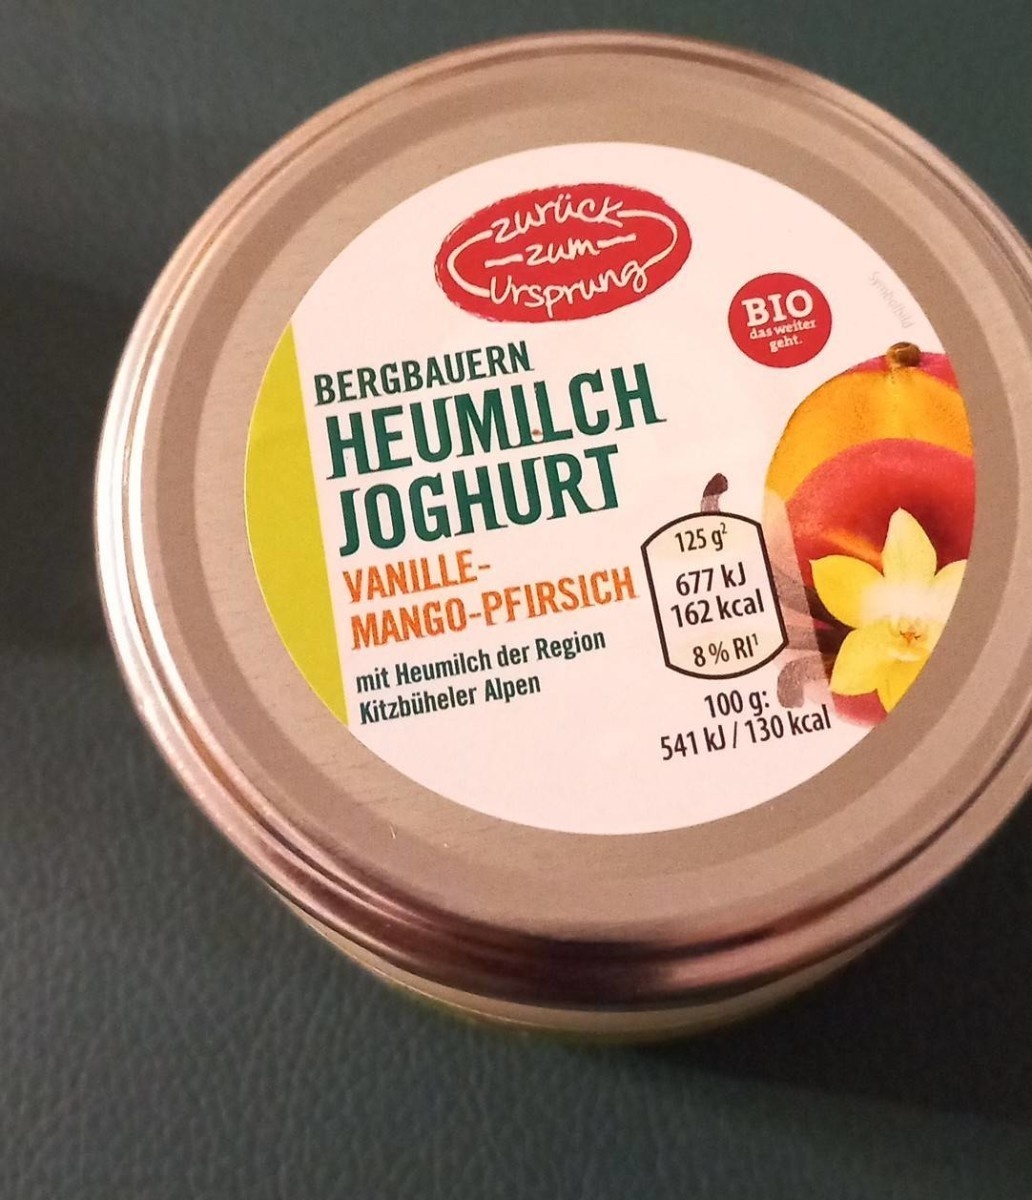 zurück
zum
Ursprung
BIO
das weiter
geht.
Symbolbild
BERGBAUERN
HEUMILCH
JOGHURT
VANILLE-
MANGO-PFIRSICH
mit Heumilch der Region
Kitzbüheler Alpen
125 g²
677 kJ
162 kcal
8 % RI¹
100 g:
541 kJ / 130 kcal